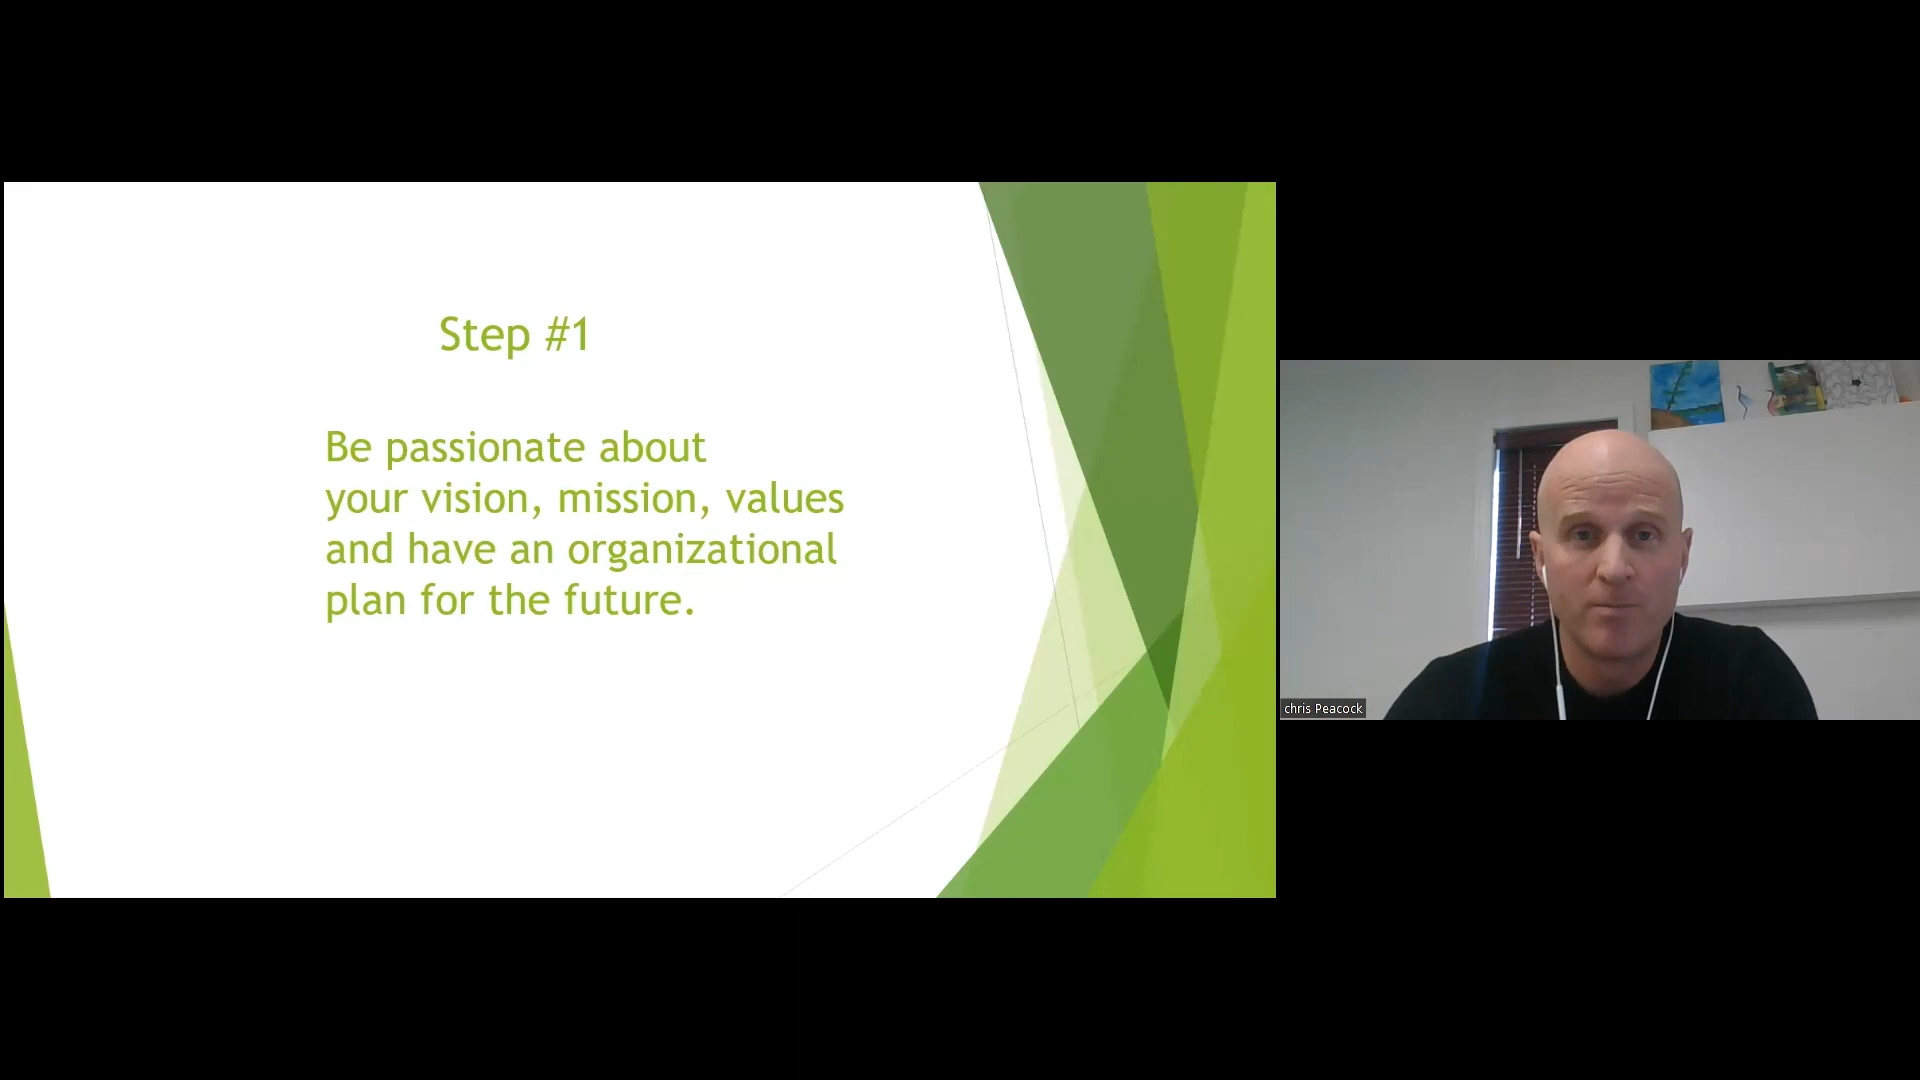 Step #1
Be passionate about
your vision, mission, values
and have an organizational
plan for the future.
chris Peacock